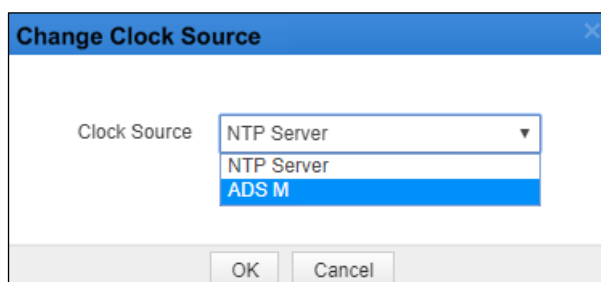 Change Clock Source
Clock Source NTP Server
NTP Server
ADS M
OK Cancel